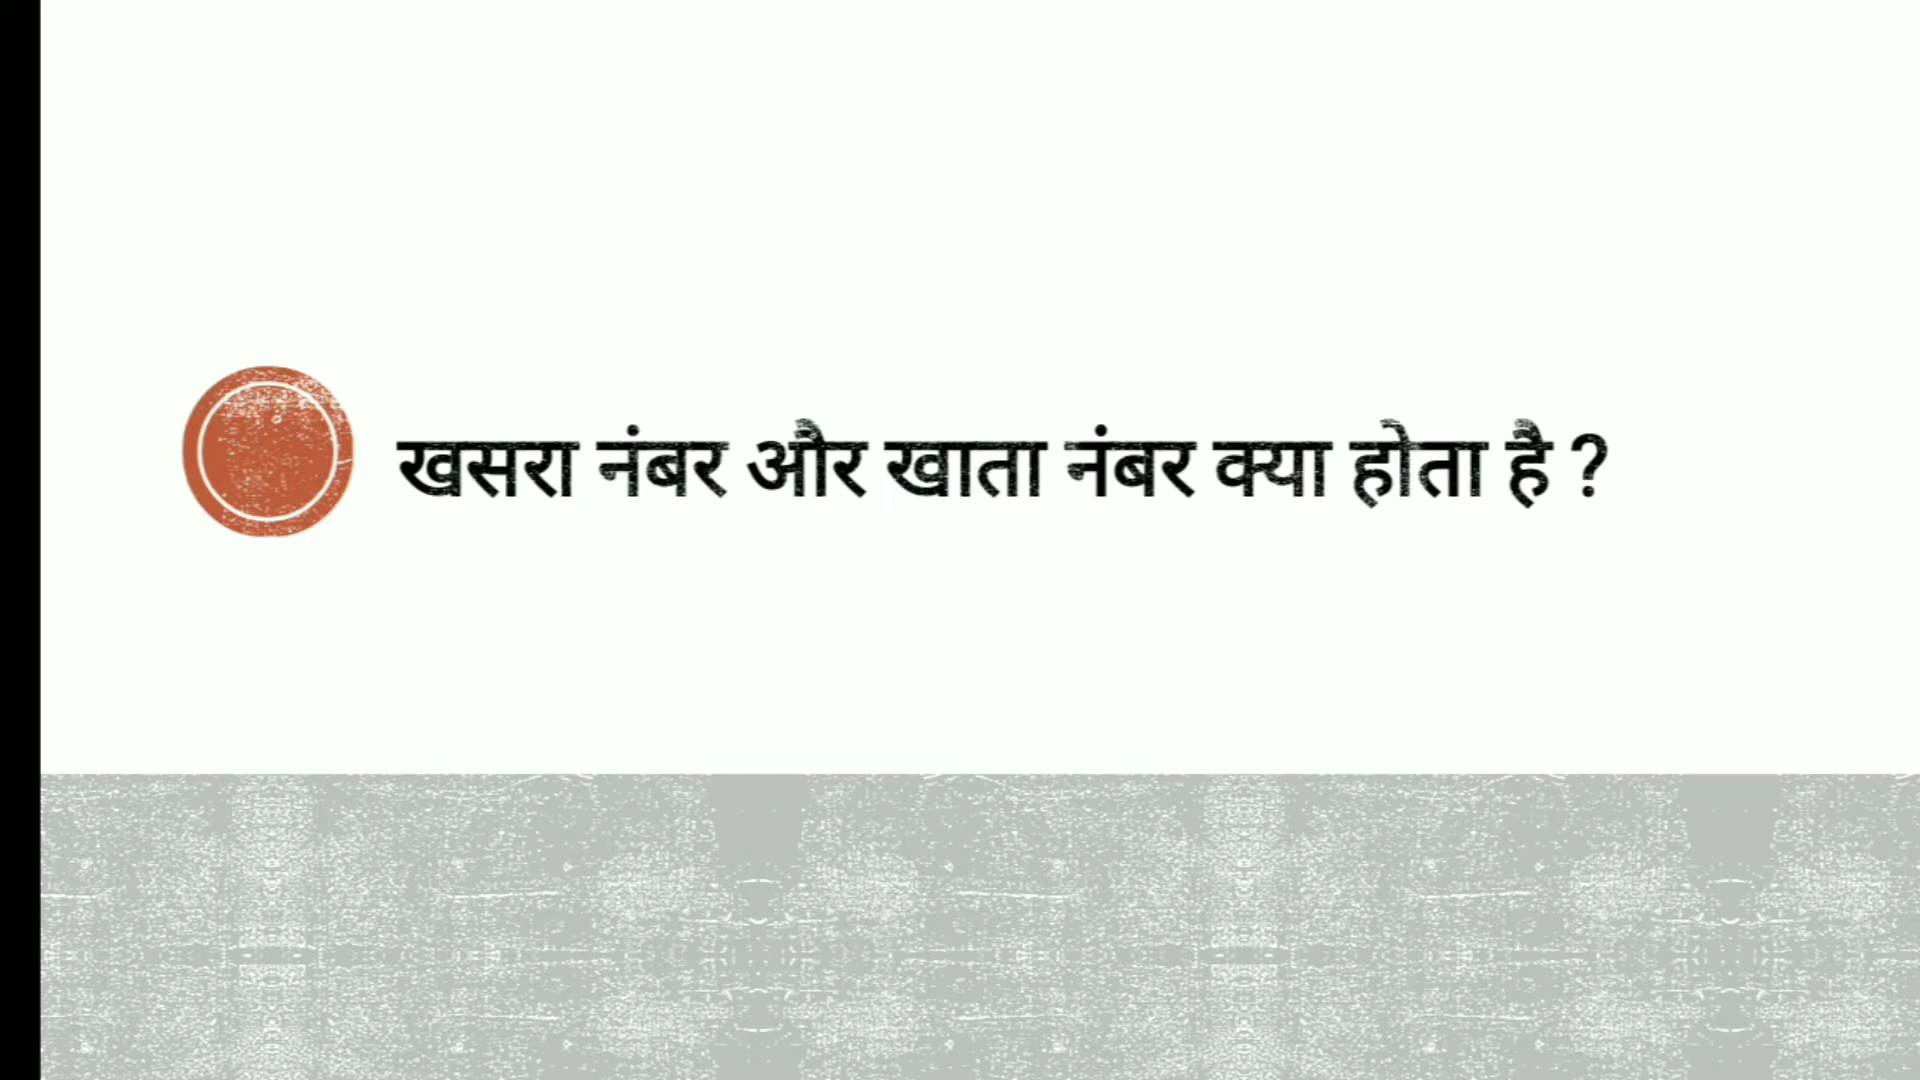 खसरा नंबर और खाता नंबर क्या होता है ?